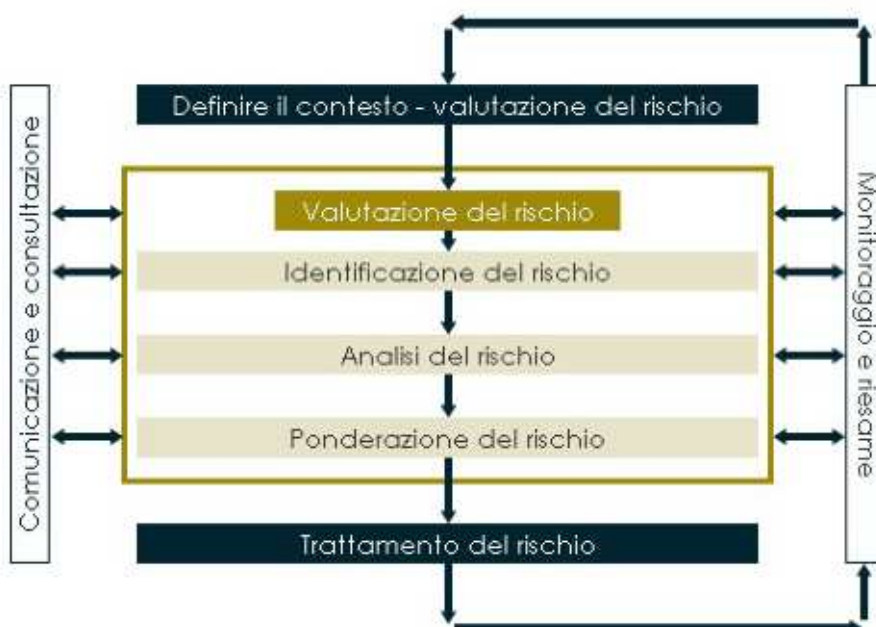 Definire il contesto - valutazione del rischio
Comunicazione e consultazione
Valutazione del rischio
Identificazione del rischio
Analisi del rischio
Ponderazione del rischio
Monitoraggio e riesame
Trattamento del rischio